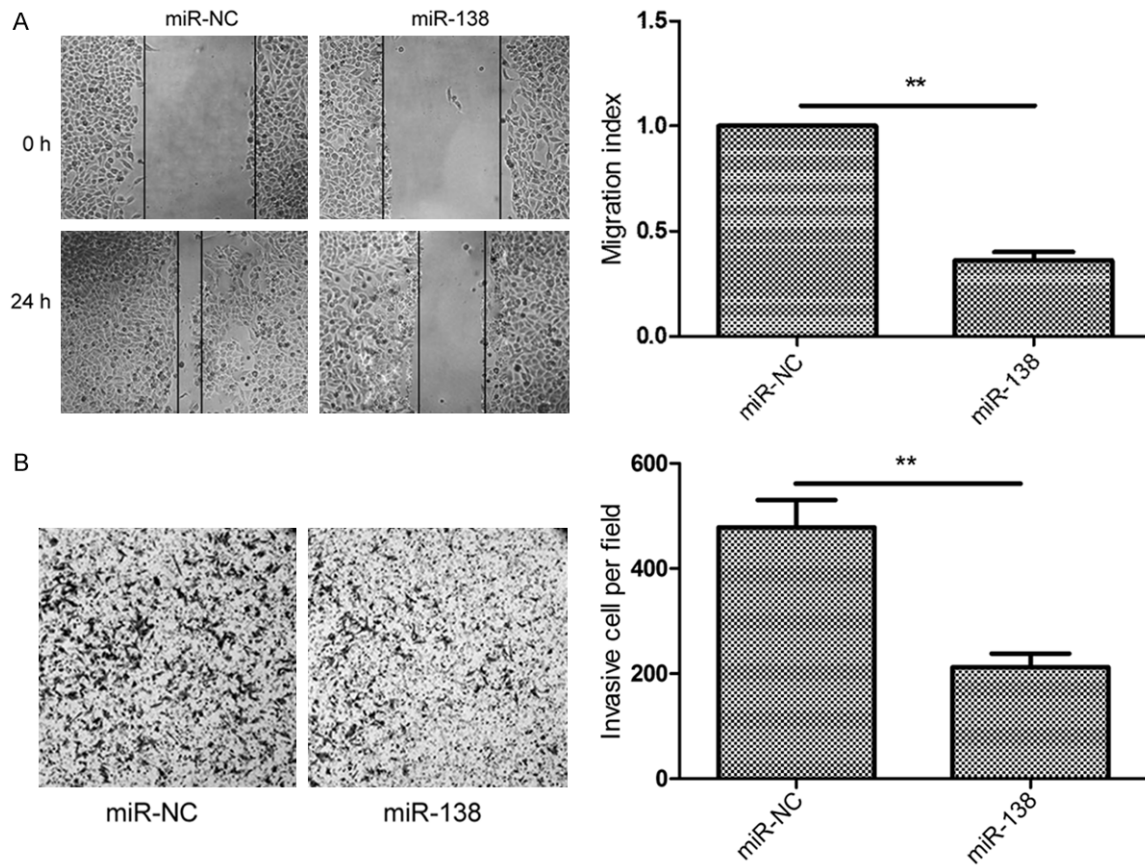 A
miR-NC
miR-138
0 h
24 h
Migration index
1.5
1.0
0.5
0.0
**
miR-NC
miR-138
B
miR-NC
miR-138
Invasive cell per field
600
400
200
0
**
miR-NC
miR-138